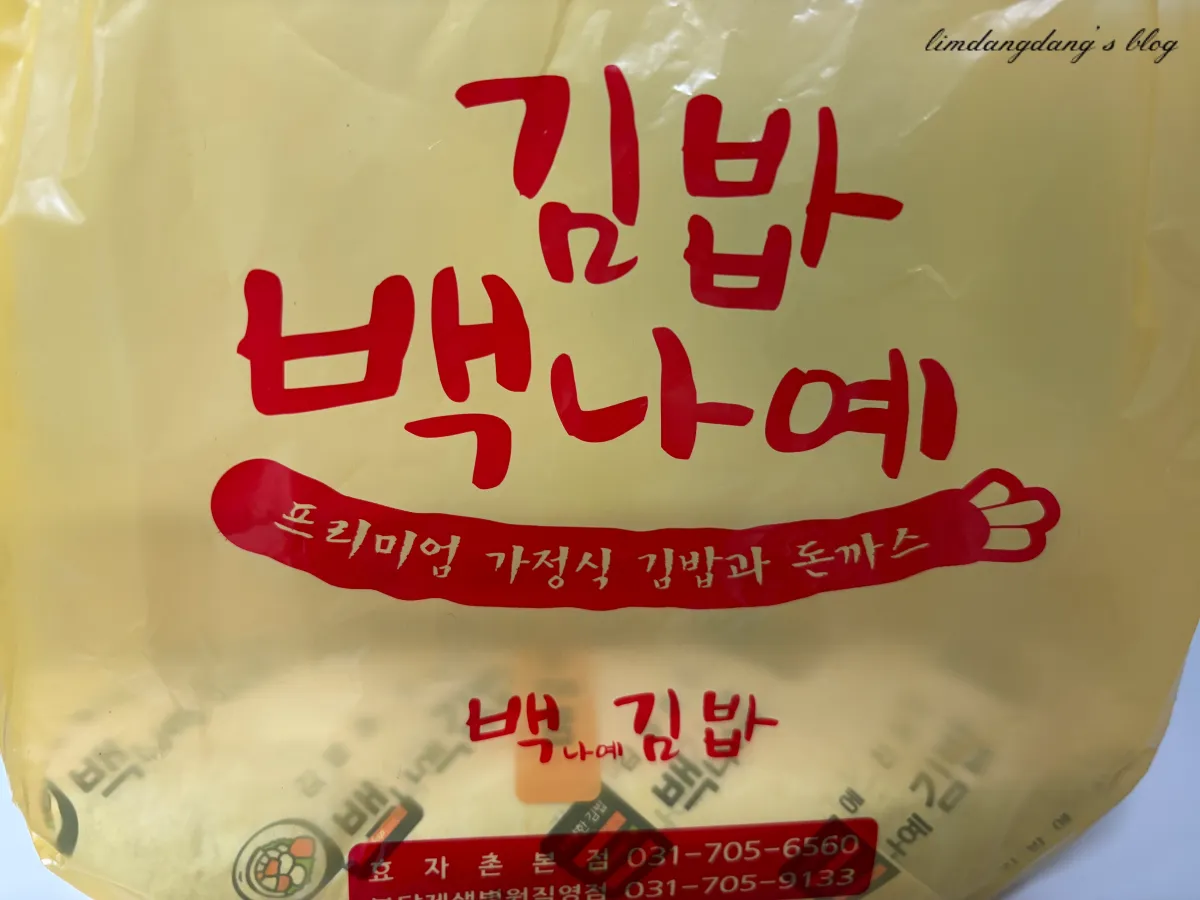 limdangdang's blog
김밥
백나예
프리미엄 가정식 김밥과 돈까스
백나예김밥
효자촌본점 031-705-6560
031-705-9133